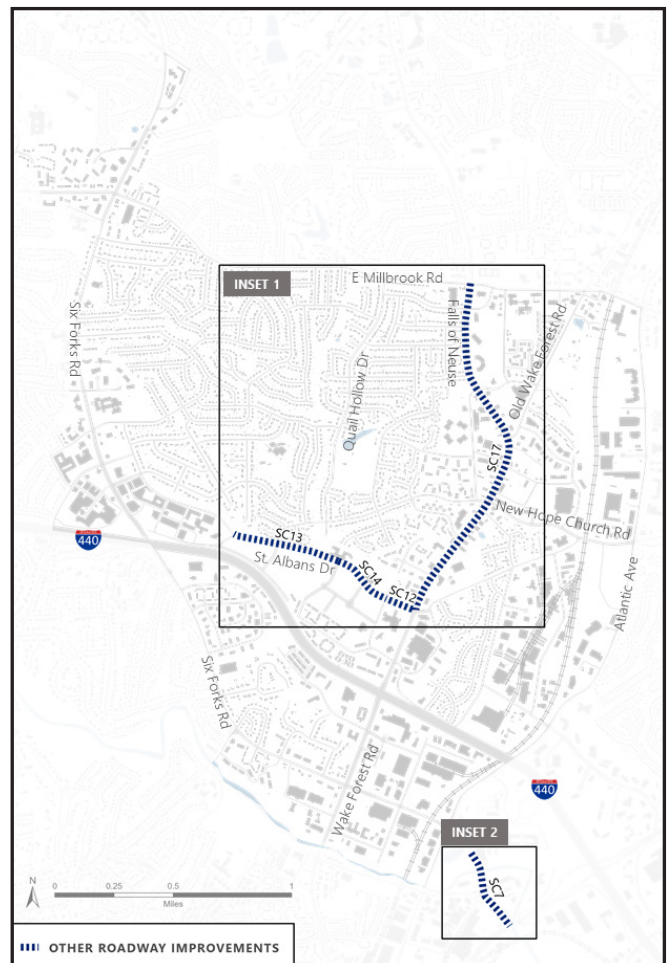 INSET 1
E Millbrook Rd
Six Forks Rd
Falls of Neuse
Old Wake Forest Rd
Quail Hollow Dr
SC17
New Hope Church Rd
440
SC13
St. Albans Dr
SC14
SC12
Atlantic Ave
Six Forks Rd
Wake Forest Rd
440
INSET 2
SC7
N
0 0.25 0.5 1
Miles
OTHER ROADWAY IMPROVEMENTS